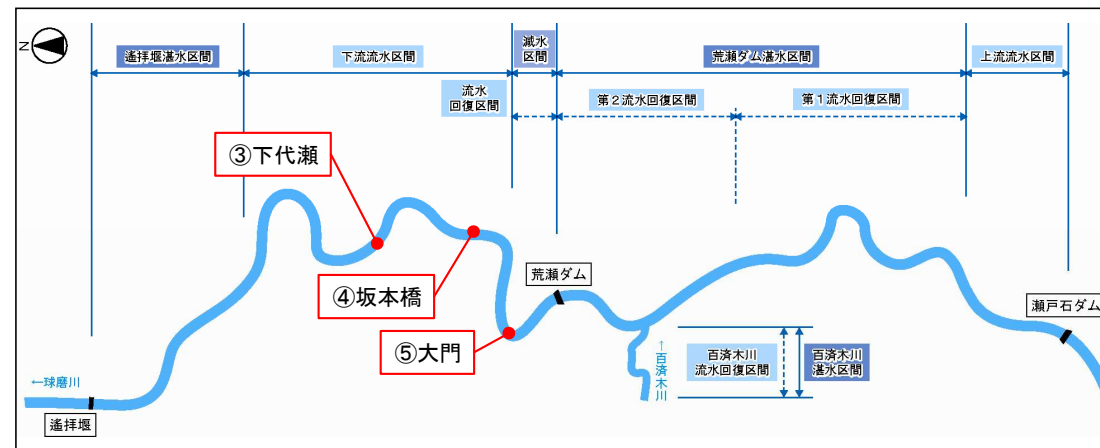 N
遙拝堰湛水区間
下流流水区間
減水
区間
荒瀬ダム湛水区間
上流流水区間
流水
回復区間
第2流水回復区間
第1流水回復区間
③下代瀬
④坂本橋
⑤大門
荒瀬ダム
瀬戸石ダム
←百済木川
百済木川
流水回復区間
百済木川
湛水区間
←球磨川
遙拝堰